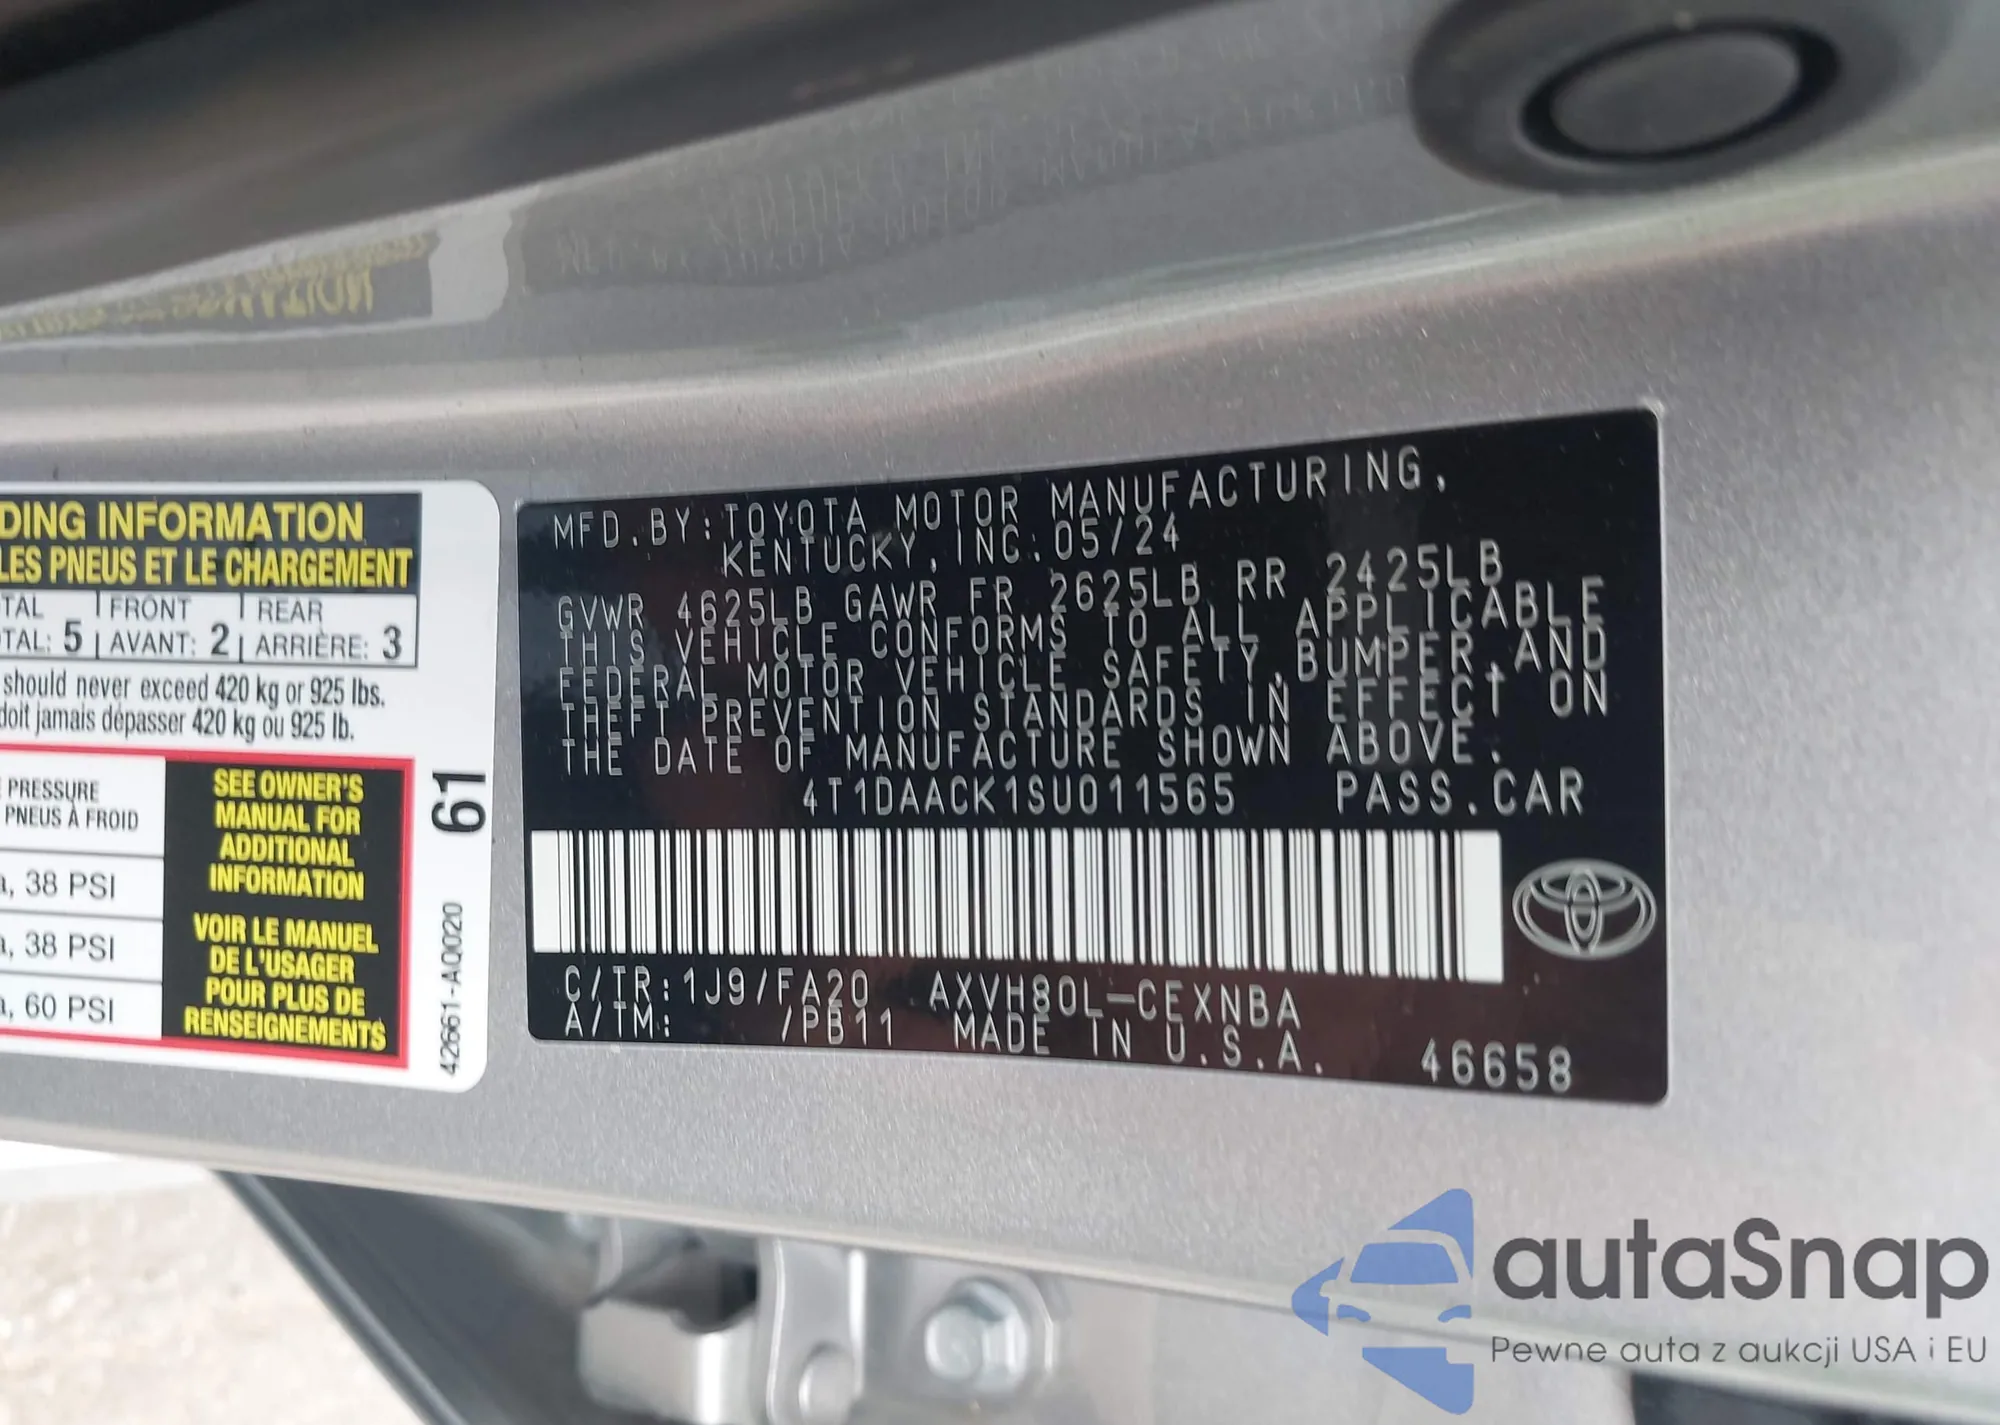 DING INFORMATION
LES PNEUS ET LE CHARGEMENT
TAL | FRONT | REAR
OTAL: 5 | AVANT: 2 | ARRIÈRE: 3
should never exceed 420 kg or 925 lbs.
doit jamais dépasser 420 kg ou 925 lb.
PRESSURE
PNEUS À FROID
, 38 PSI
, 38 PSI
, 60 PSI
SEE OWNER'S
MANUAL FOR
ADDITIONAL
INFORMATION
VOIR LE MANUEL
DE L'USAGER
POUR PLUS DE
RENSEIGNEMENTS
61
42661-AQ020
MFD.BY:TOYOTA MOTOR MANUFACTURING,
KENTUCKY, INC. 05/24
GVWR 4625LB GAWR FR 2625LB RR 2425LB
THIS VEHICLE CONFORMS TO ALL APPLICABLE
FEDERAL MOTOR VEHICLE SAFETY,BUMPER,AND
THEFT PREVENTION STANDARDS IN EFFECT ON
THE DATE OF MANUFACTURE SHOWN ABOVE.
4T1DAACK1SU011565 PASS.CAR
C/TR:1J9/FA20 AXVH80L-CEXNBA
A/TM: /PB11 MADE IN U.S.A. 46658
autaSnap
Pewne auta z aukcji USA i EU